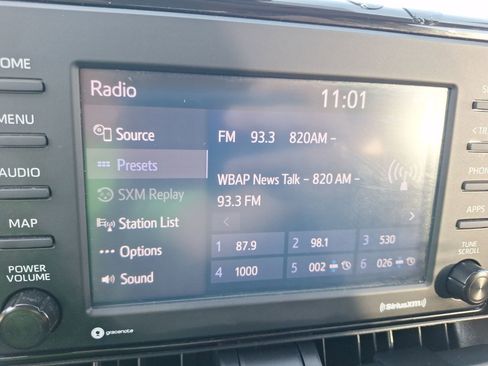 Radio
11:01
HOME
MENU
AUDIO
MAP
POWER
VOLUME
Source
Presets
SXM Replay
Station List
Options
Sound
FM 93.3 820AM –
WBAP News Talk – 820 AM –
93.3 FM
1 87.9
2 98.1
3 530
4 1000
5 002
6 026
gracenote
((SiriusXM))
< TR
PHON
APPS
TUNE
SCROLL